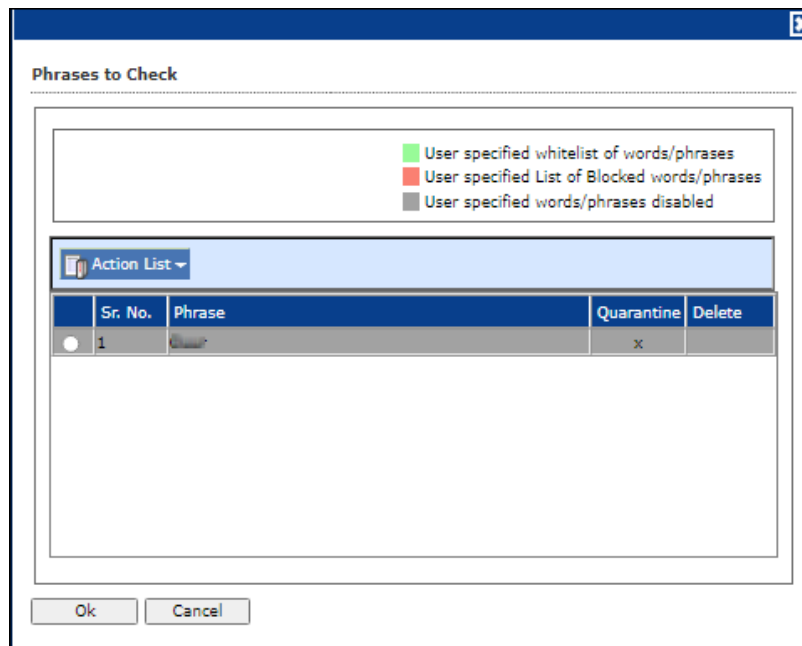 Phrases to Check
User specified whitelist of words/phrases
User specified List of Blocked words/phrases
User specified words/phrases disabled
Action List
Sr. No. Phrase Quarantine Delete
1 x
Ok Cancel